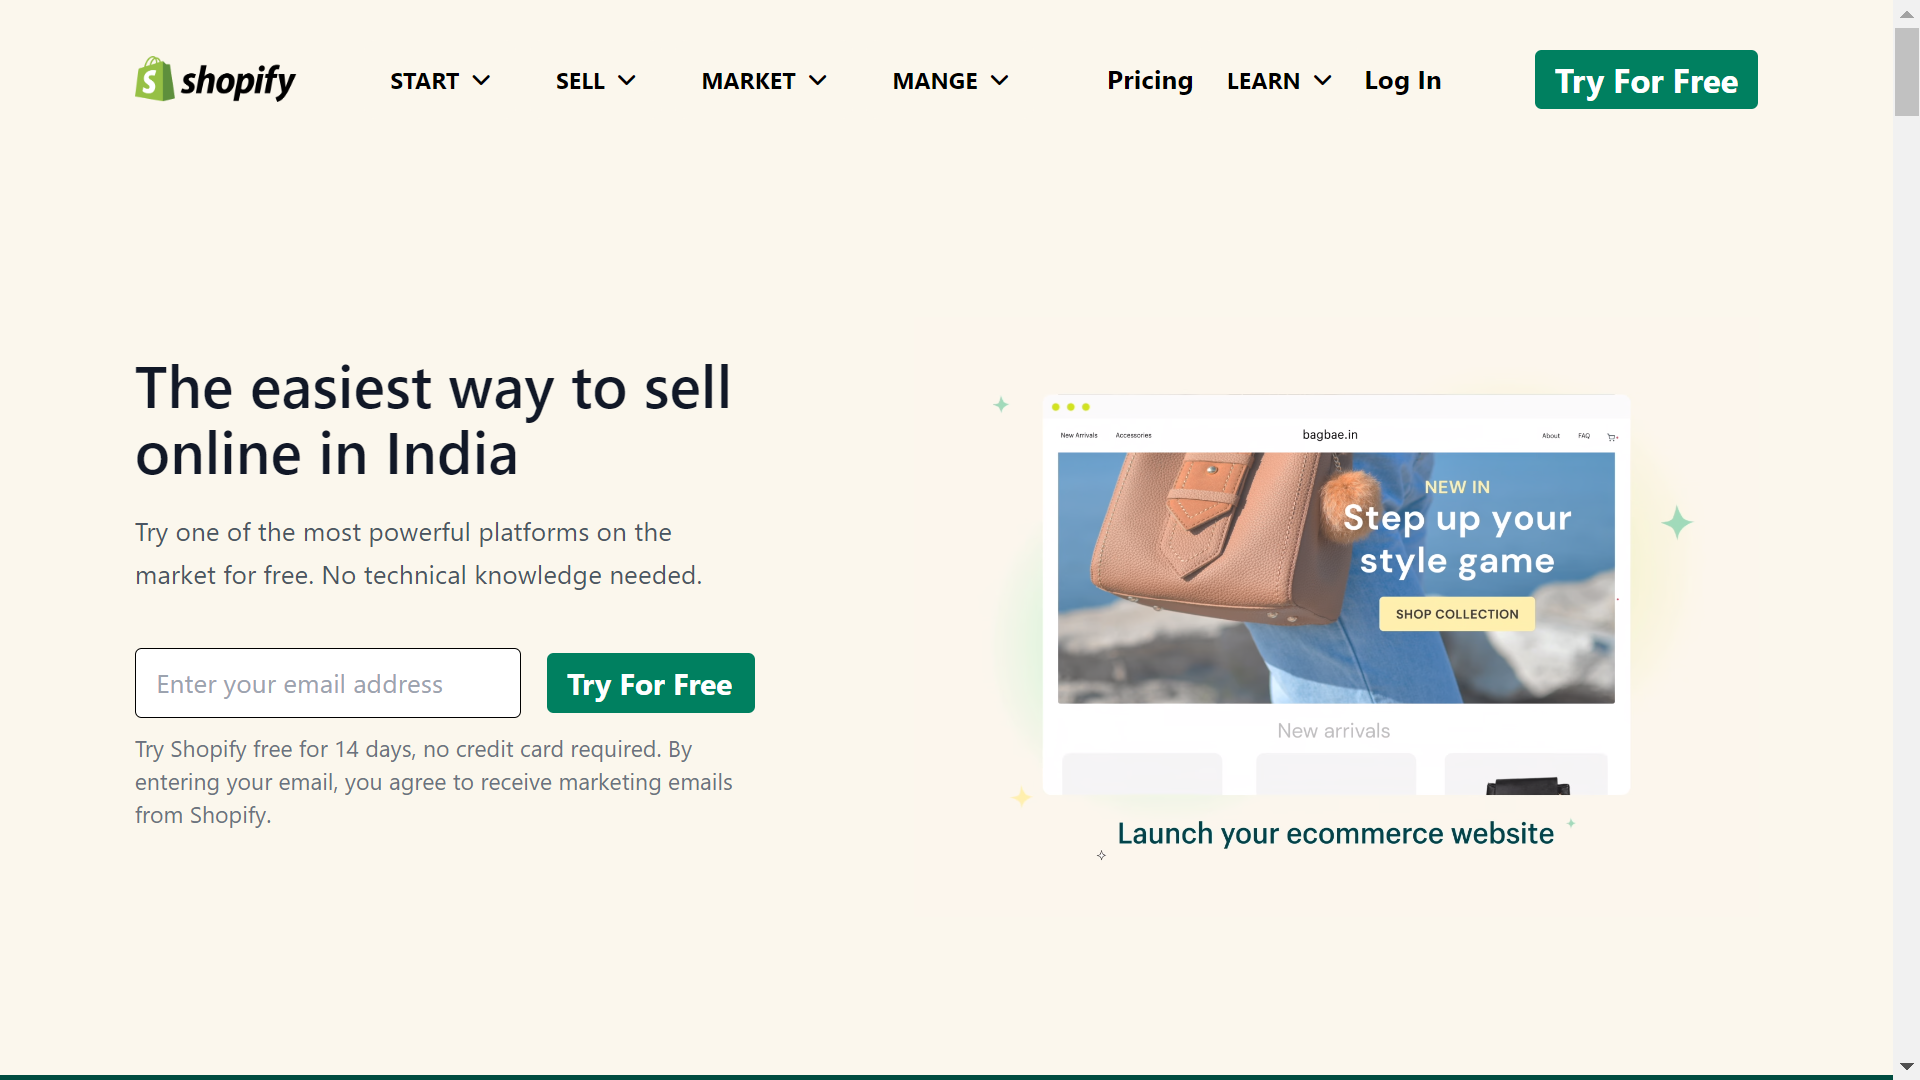 shopify
START
SELL
MARKET
MANGE
Pricing
LEARN
Log In
Try For Free
The easiest way to sell
online in India
Try one of the most powerful platforms on the
market for free. No technical knowledge needed.
Enter your email address
Try For Free
Try Shopify free for 14 days, no credit card required. By
entering your email, you agree to receive marketing emails
from Shopify.
New Arrivals
Accessories
bagbae.in
About
FAQ
NEW IN
Step up your
style game
SHOP COLLECTION
New arrivals
Launch your ecommerce website